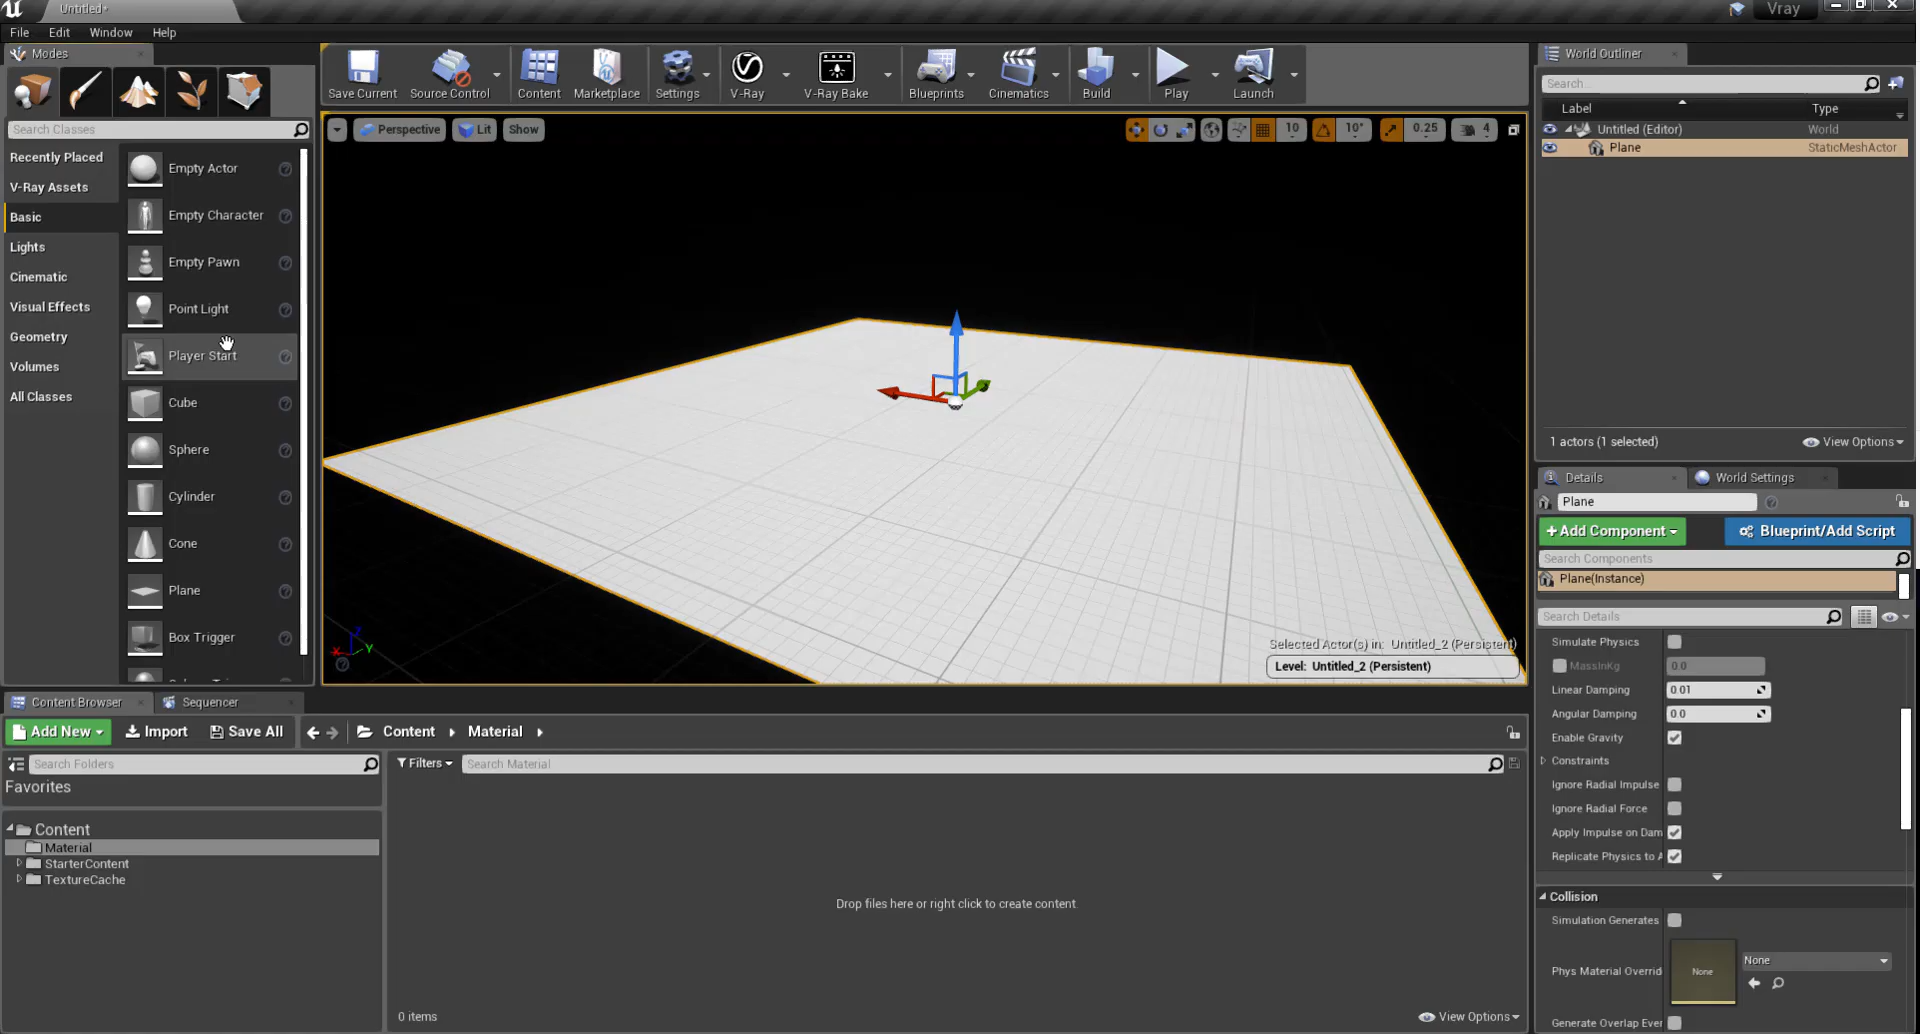 Untitled*
Vray
File
Edit
Window
Help
Modes
Search Classes
Recently Placed
V-Ray Assets
Basic
Lights
Cinematic
Visual Effects
Geometry
Volumes
All Classes
Empty Actor
Empty Character
Empty Pawn
Point Light
Player Start
Cube
Sphere
Cylinder
Cone
Plane
Box Trigger
Save Current
Source Control
Content
Marketplace
Settings
V-Ray
V-Ray Bake
Blueprints
Cinematics
Build
Play
Launch
Perspective
Lit
Show
10
10°
0.25
4
X
Y
Z
Selected Actor(s) in: Untitled_2 (Persistent)
Level: Untitled_2 (Persistent)
World Outliner
Search...
Label
Type
Untitled (Editor)
World
Plane
StaticMeshActor
1 actors (1 selected)
View Options
Details
World Settings
Plane
+Add Component
Blueprint/Add Script
Search Components
Plane(Instance)
Search Details
Simulate Physics
MassInKg
0.0
Linear Damping
0.01
Angular Damping
0.0
Enable Gravity
Constraints
Ignore Radial Impulse
Ignore Radial Force
Apply Impulse on Dam
Replicate Physics to A
Collision
Simulation Generates
Phys Material Overrid
None
None
Generate Overlap Ever
Content Browser
Sequencer
Add New
Import
Save All
Content
Material
Search Folders
Favorites
Content
Material
StarterContent
TextureCache
Filters
Search Material
Drop files here or right click to create content
0 items
View Options